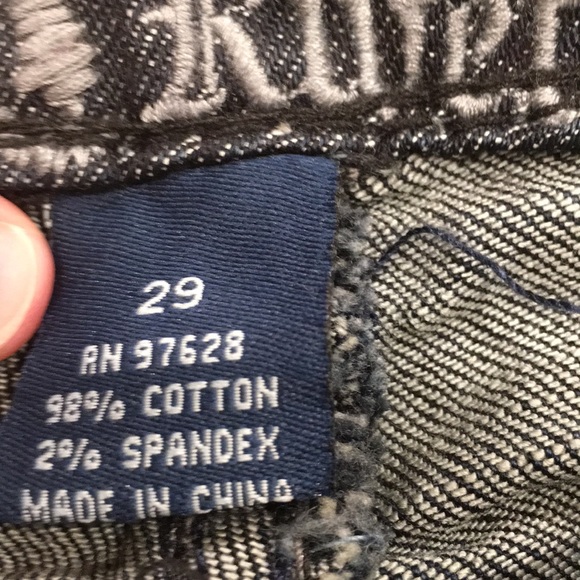 29
RN 97628
98% COTTON
2% SPANDEX
MADE IN CHINA